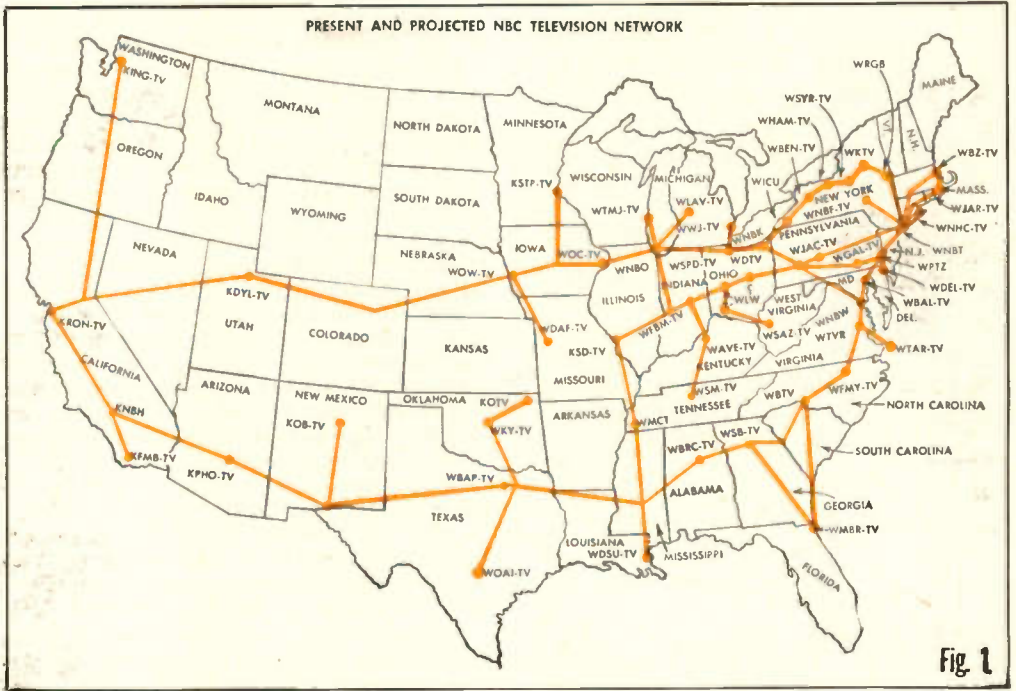 PRESENT AND PROJECTED NBC TELEVISION NETWORK
WASHINGTON
KING-TV
MONTANA
NORTH DAKOTA
MINNESOTA
OREGON
IDAHO
WYOMING
SOUTH DAKOTA
KSTP-TV
WISCONSIN
MICHIGAN
WTMJ-TV
WLAV-TV
WWJ-TV
WICU
WBEN-TV
WHAM-TV
WSYR-TV
WRGB
WKTV
NEW YORK
WNBF-TV
VT.
N.H.
MAINE
WBZ-TV
MASS.
WJAR-TV
WNHC-TV
WNBT
N.J.
WPTZ
WDEL-TV
WBAL-TV
DEL.
NEVADA
NEBRASKA
IOWA
WOW-TV
WOC-TV
WNBQ
WSPD-TV
WNBK
WDTV
PENNSYLVANIA
WJAC-TV
WGAL-TV
MD
KDYL-TV
UTAH
COLORADO
KANSAS
WDAF-TV
ILLINOIS
INDIANA
OHIO
WLW
WEST
VIRGINIA
WNBW
WTVR
WSAZ-TV
WFBM-TV
KSD-TV
WAVE-TV
KENTUCKY
VIRGINIA
WTAR-TV
KRON-TV
CALIFORNIA
MISSOURI
ARIZONA
NEW MEXICO
OKLAHOMA
KOTV
ARKANSAS
WSM-TV
TENNESSEE
WBTV
WFMY-TV
NORTH CAROLINA
KNBH
KFMB-TV
KPHO-TV
KOB-TV
WKY-TV
WMCT
WBRC-TV
WSB-TV
SOUTH CAROLINA
WBAP-TV
TEXAS
ALABAMA
GEORGIA
WMBR-TV
LOUISIANA
WDSU-TV
MISSISSIPPI
WOAI-TV
FLORIDA
Fig. 1